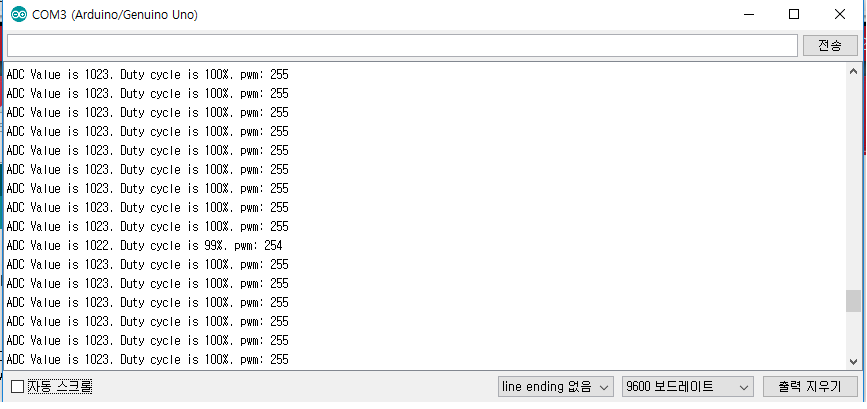 COM3 (Arduino/Genuino Uno)
전송
ADC Value is 1023. Duty cycle is 100%. pwm: 255
ADC Value is 1023. Duty cycle is 100%. pwm: 255
ADC Value is 1023. Duty cycle is 100%. pwm: 255
ADC Value is 1023. Duty cycle is 100%. pwm: 255
ADC Value is 1023. Duty cycle is 100%. pwm: 255
ADC Value is 1023. Duty cycle is 100%. pwm: 255
ADC Value is 1023. Duty cycle is 100%. pwm: 255
ADC Value is 1023. Duty cycle is 100%. pwm: 255
ADC Value is 1023. Duty cycle is 100%. pwm: 255
ADC Value is 1022. Duty cycle is 99%. pwm: 254
ADC Value is 1023. Duty cycle is 100%. pwm: 255
ADC Value is 1023. Duty cycle is 100%. pwm: 255
ADC Value is 1023. Duty cycle is 100%. pwm: 255
ADC Value is 1023. Duty cycle is 100%. pwm: 255
ADC Value is 1023. Duty cycle is 100%. pwm: 255
ADC Value is 1023. Duty cycle is 100%. pwm: 255
자동 스크롤 line ending 없음 9600 보드레이트 출력 지우기